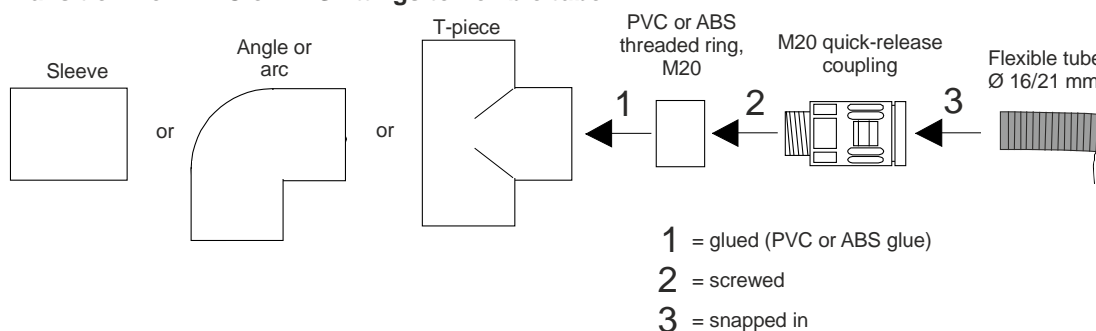 T-piece
PVC or ABS
threaded ring,
M20
Angle or
arc
M20 quick-release
coupling
Sleeve
Flexible tube
Ø 16/21 mm
or
or
1
2
3
1 = glued (PVC or ABS glue)
2 = screwed
3 = snapped in